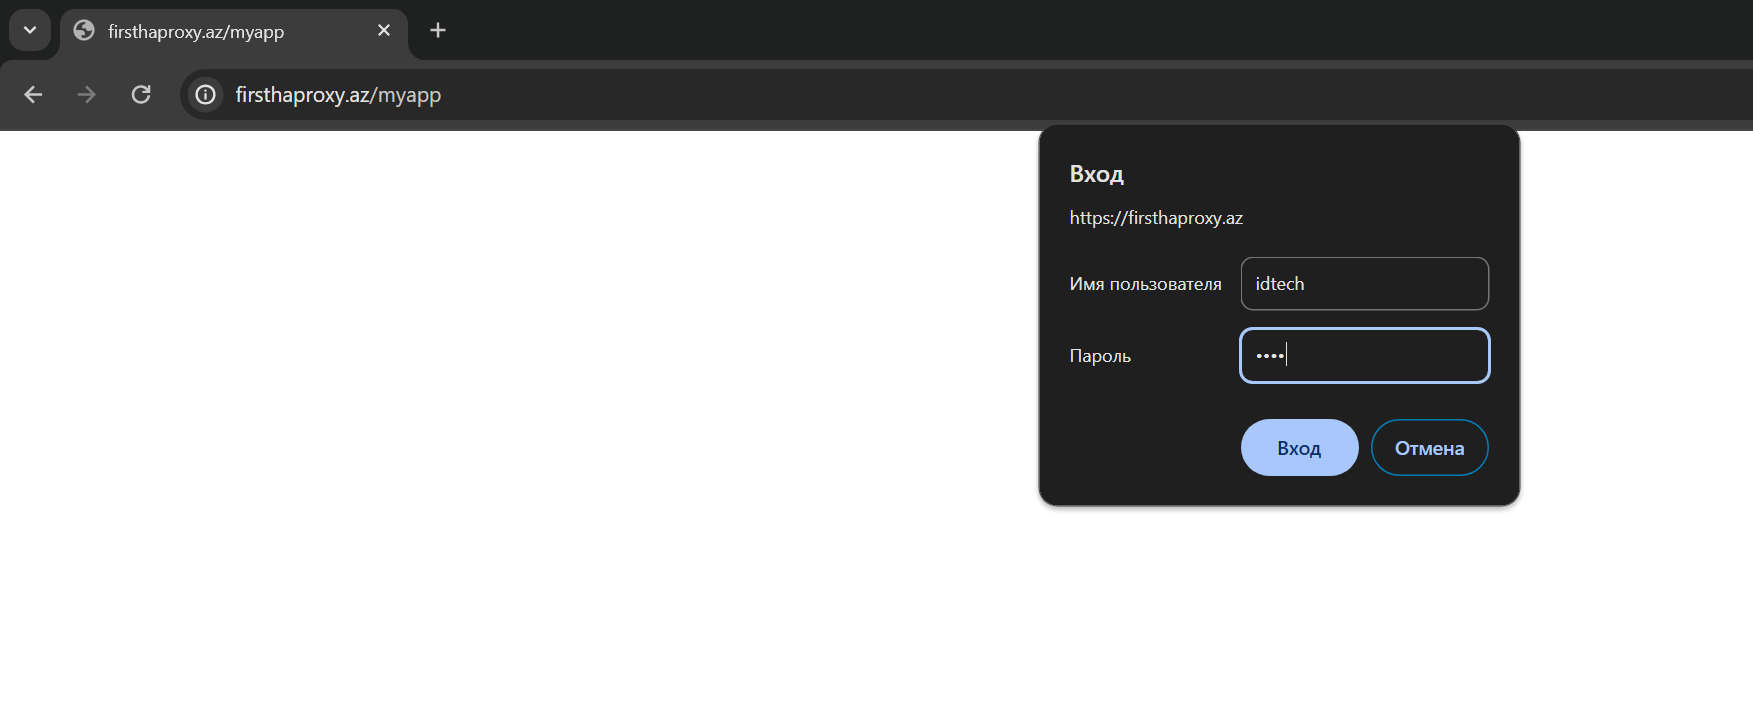 firsthaproxy.az/myapp
firsthaproxy.az/myapp
Вход
https://firsthaproxy.az
Имя пользователя idtech
Пароль ••••
Вход Отмена